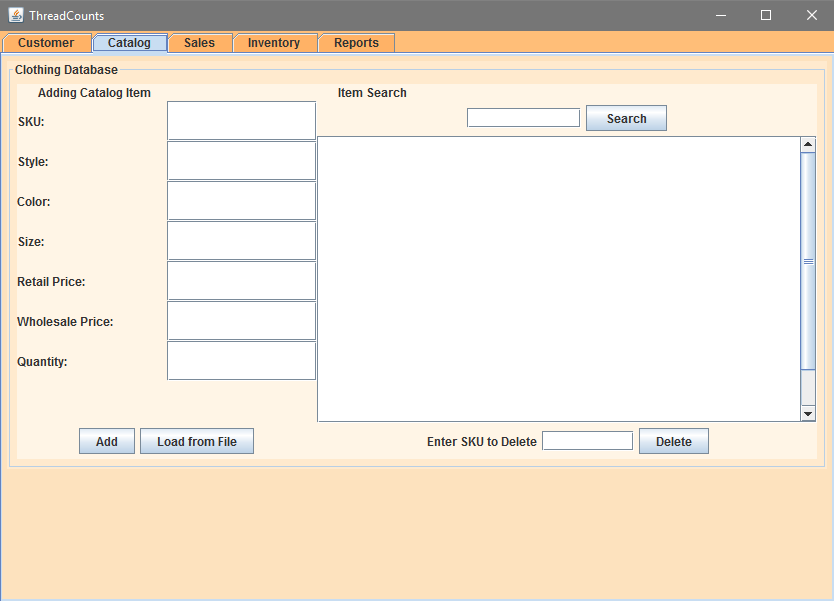 ThreadCounts
Customer Catalog Sales Inventory Reports
Clothing Database
Adding Catalog Item Item Search
SKU:
Search
Style:
Color:
Size:
Retail Price:
Wholesale Price:
Quantity:
Add Load from File Enter SKU to Delete Delete